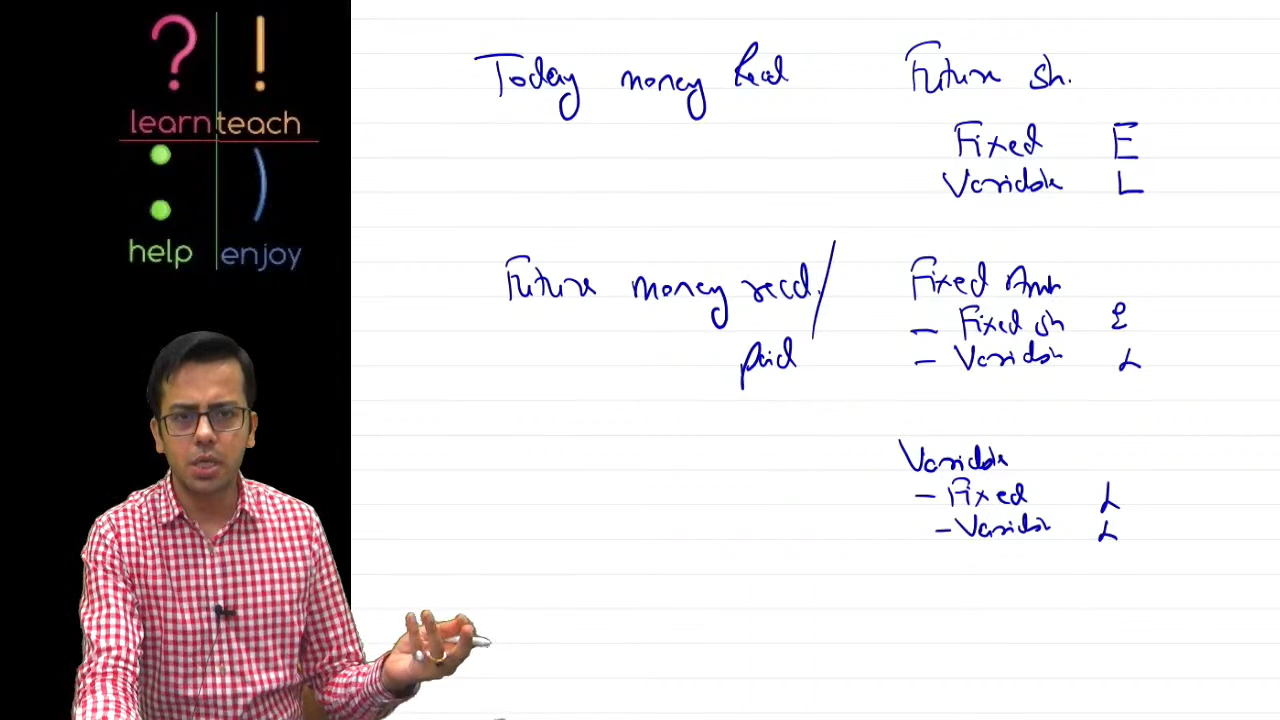 ? !
learn teach
: )
help enjoy
Today money Recd Future sh.
Fixed E
Variable L
Future money recd./ Fixed Amt
paid - Fixed sh E
- Variable L
Variable
- Fixed L
- Variable L